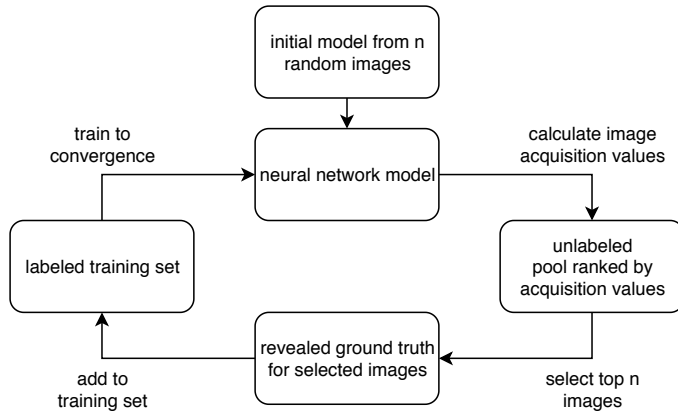 initial model from n
random images
train to
convergence
neural network model
calculate image
acquisition values
labeled training set
unlabeled
pool ranked by
acquisition values
revealed ground truth
for selected images
add to
training set
select top n
images